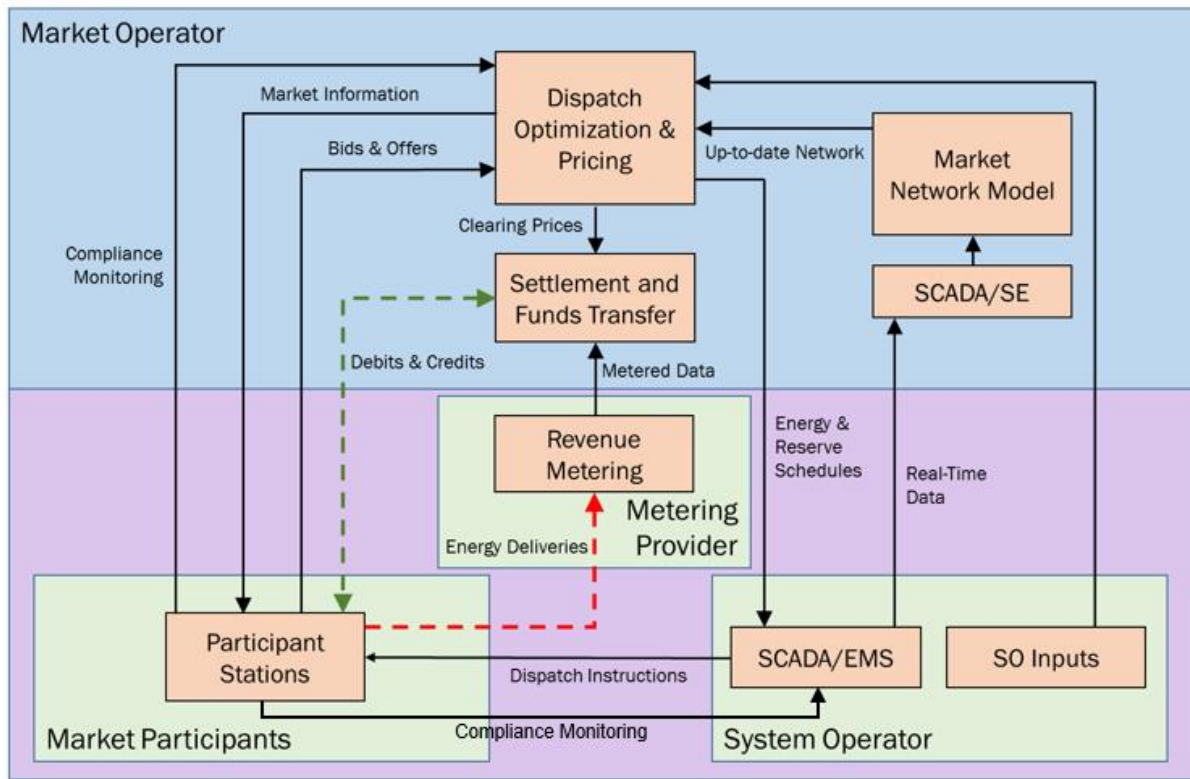 Market Operator
Market Information
Bids & Offers
Compliance
Monitoring
Dispatch
Optimization &
Pricing
Up-to-date Network
Market
Network Model
Clearing Prices
Settlement and
Funds Transfer
SCADA/SE
Debits & Credits
Metered Data
Revenue
Metering
Metering
Provider
Energy &
Reserve
Schedules
Real-Time
Data
Energy Deliveries
Participant
Stations
Market Participants
Dispatch Instructions
Compliance Monitoring
SCADA/EMS
SO Inputs
System Operator